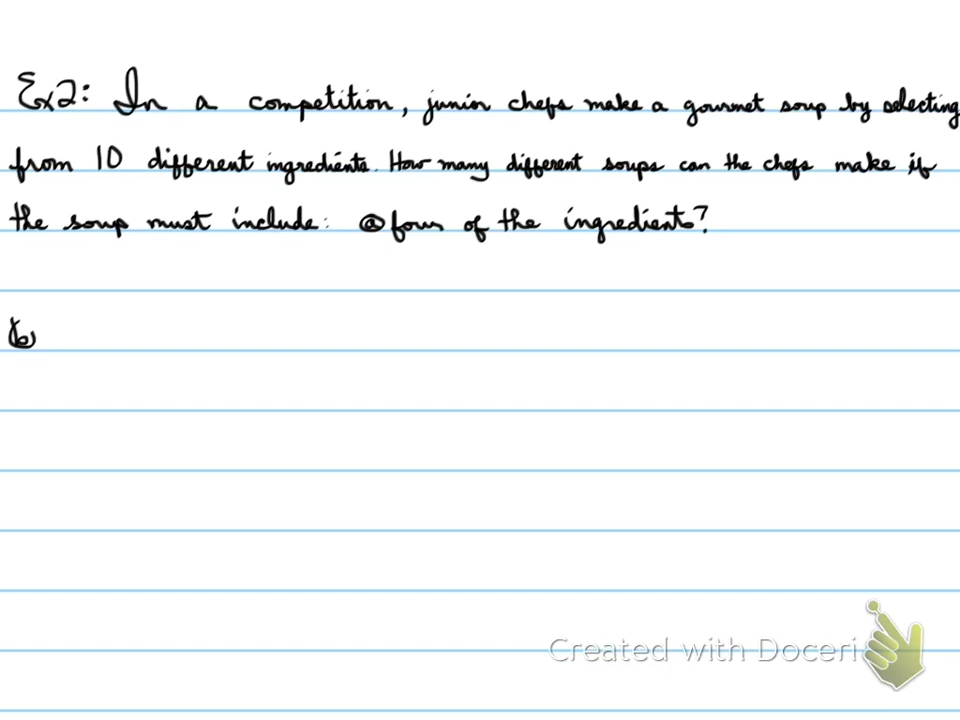 Ex2: In a competition, junior chefs make a gourmet soup by selecting
from 10 different ingredients. How many different soups can the chefs make if
the soup must include: (a) four of the ingredients?
(b)
Created with Doceri